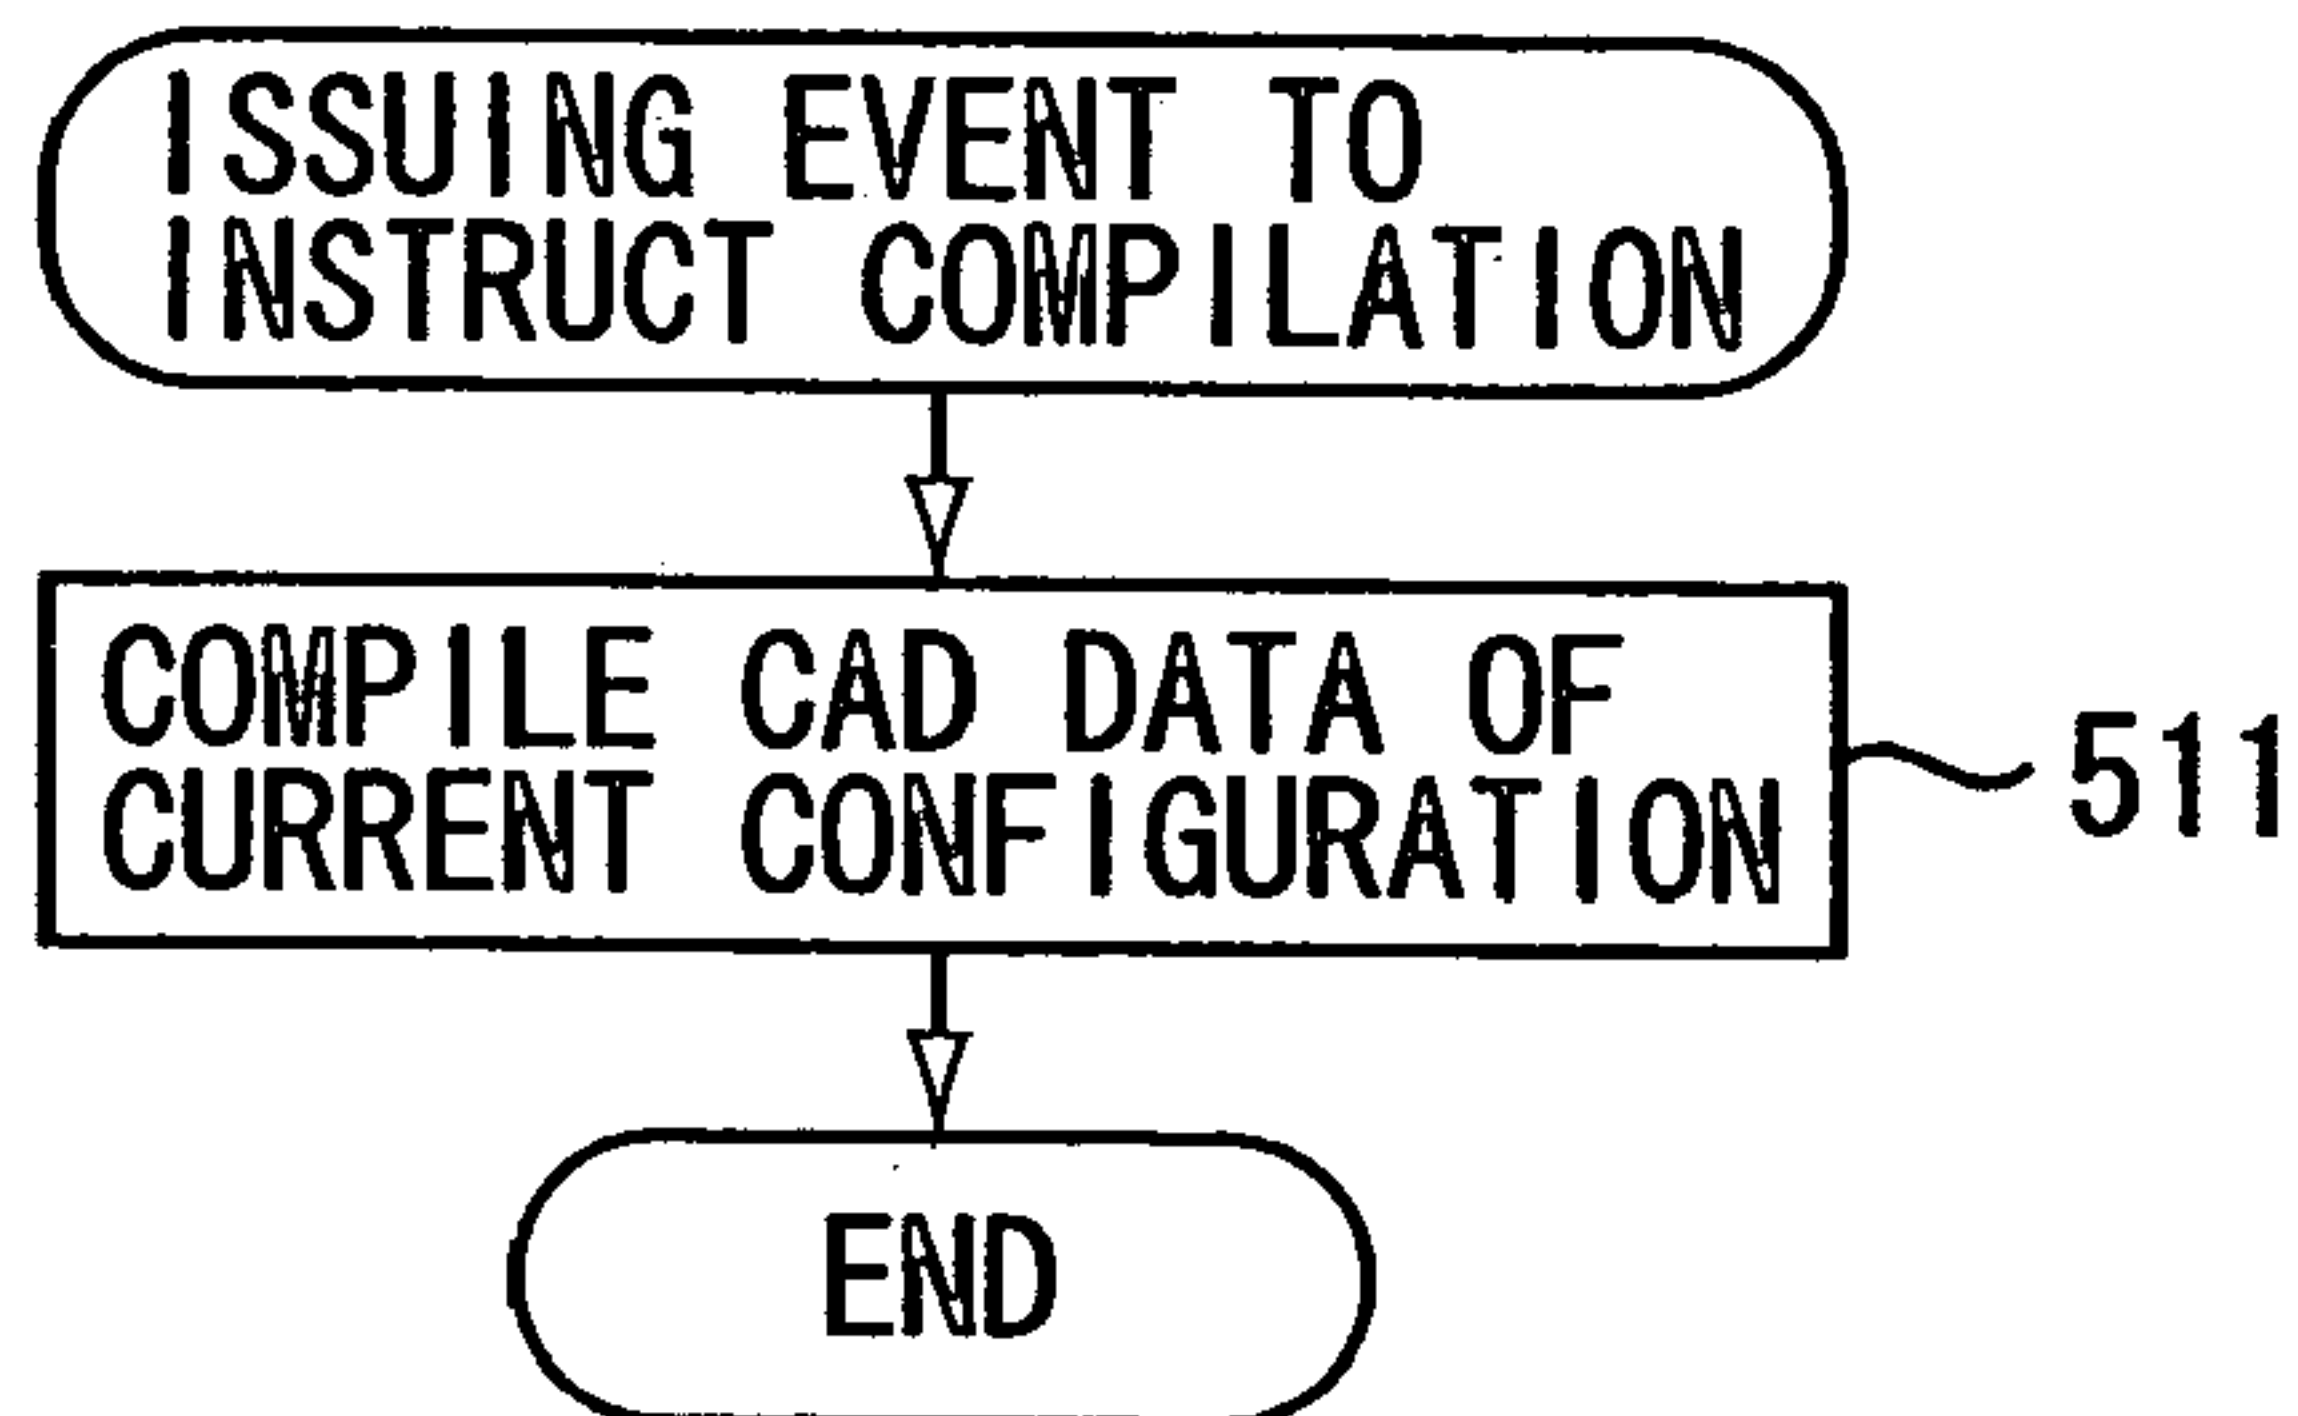 ISSUING EVENT TO
INSTRUCT COMPILATION
COMPILE CAD DATA OF
CURRENT CONFIGURATION
511
END